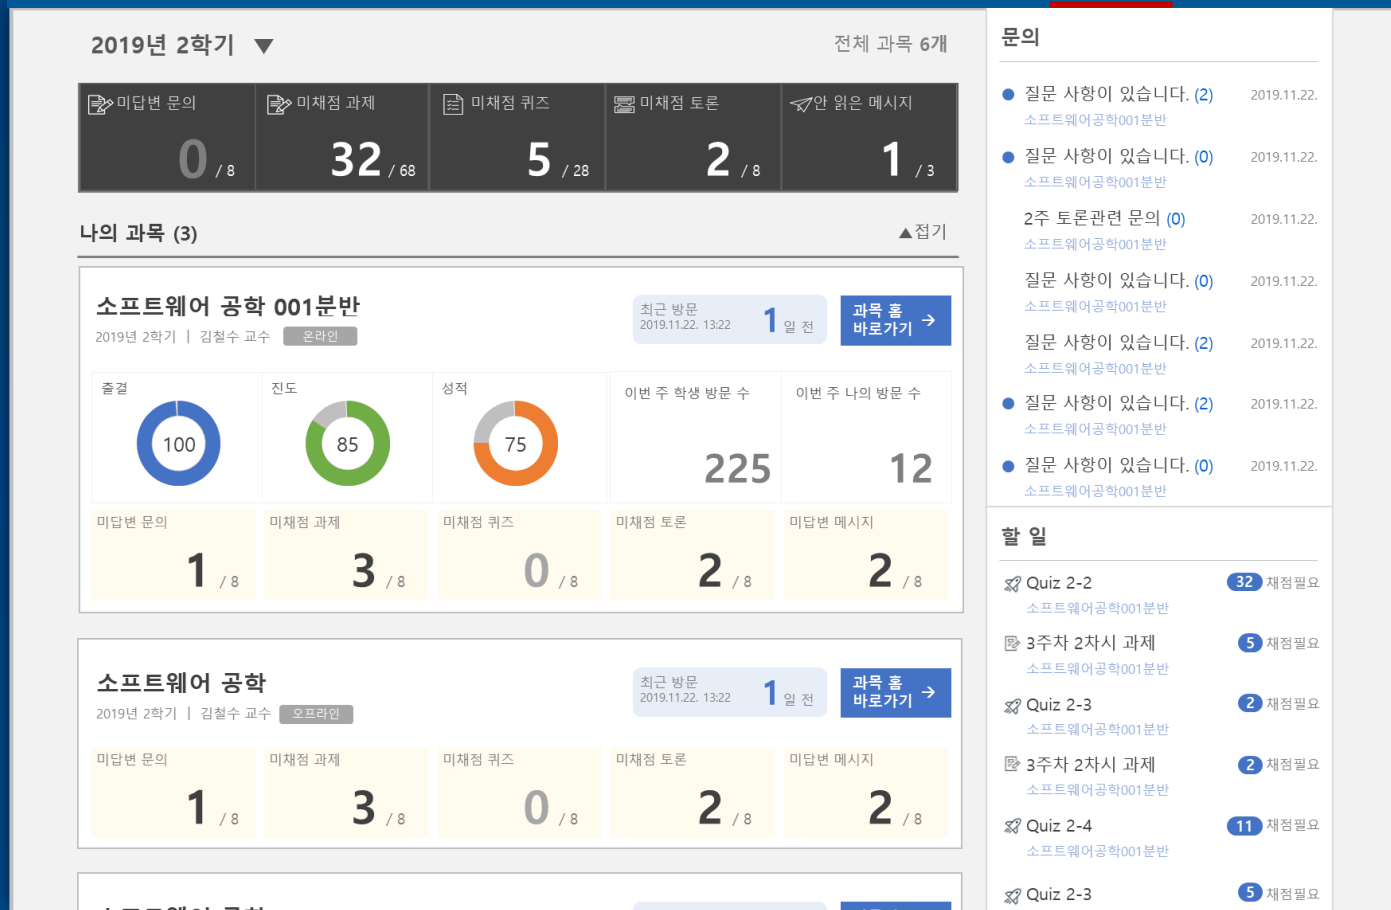 2019년 2학기 ▼
전체 과목 6개
미답변 문의
0 / 8
미채점 과제
32 / 68
미채점 퀴즈
5 / 28
미채점 토론
2 / 8
안 읽은 메시지
1 / 3
나의 과목 (3)
▲접기
소프트웨어 공학 001분반
2019년 2학기 | 김철수 교수 온라인
최근 방문
2019.11.22. 13:22
1 일 전
과목 홈
바로가기 →
출결
100
진도
85
성적
75
이번 주 학생 방문 수
225
이번 주 나의 방문 수
12
미답변 문의
1 / 8
미채점 과제
3 / 8
미채점 퀴즈
0 / 8
미채점 토론
2 / 8
미답변 메시지
2 / 8
소프트웨어 공학
2019년 2학기 | 김철수 교수 오프라인
최근 방문
2019.11.22. 13:22
1 일 전
과목 홈
바로가기 →
미답변 문의
1 / 8
미채점 과제
3 / 8
미채점 퀴즈
0 / 8
미채점 토론
2 / 8
미답변 메시지
2 / 8
문의
질문 사항이 있습니다. (2) 2019.11.22.
소프트웨어공학001분반
질문 사항이 있습니다. (0) 2019.11.22.
소프트웨어공학001분반
2주 토론관련 문의 (0) 2019.11.22.
소프트웨어공학001분반
질문 사항이 있습니다. (0) 2019.11.22.
소프트웨어공학001분반
질문 사항이 있습니다. (2) 2019.11.22.
소프트웨어공학001분반
질문 사항이 있습니다. (2) 2019.11.22.
소프트웨어공학001분반
질문 사항이 있습니다. (0) 2019.11.22.
소프트웨어공학001분반
할 일
Quiz 2-2 32 채점필요
소프트웨어공학001분반
3주차 2차시 과제 5 채점필요
소프트웨어공학001분반
Quiz 2-3 2 채점필요
소프트웨어공학001분반
3주차 2차시 과제 2 채점필요
소프트웨어공학001분반
Quiz 2-4 11 채점필요
소프트웨어공학001분반
Quiz 2-3 5 채점필요